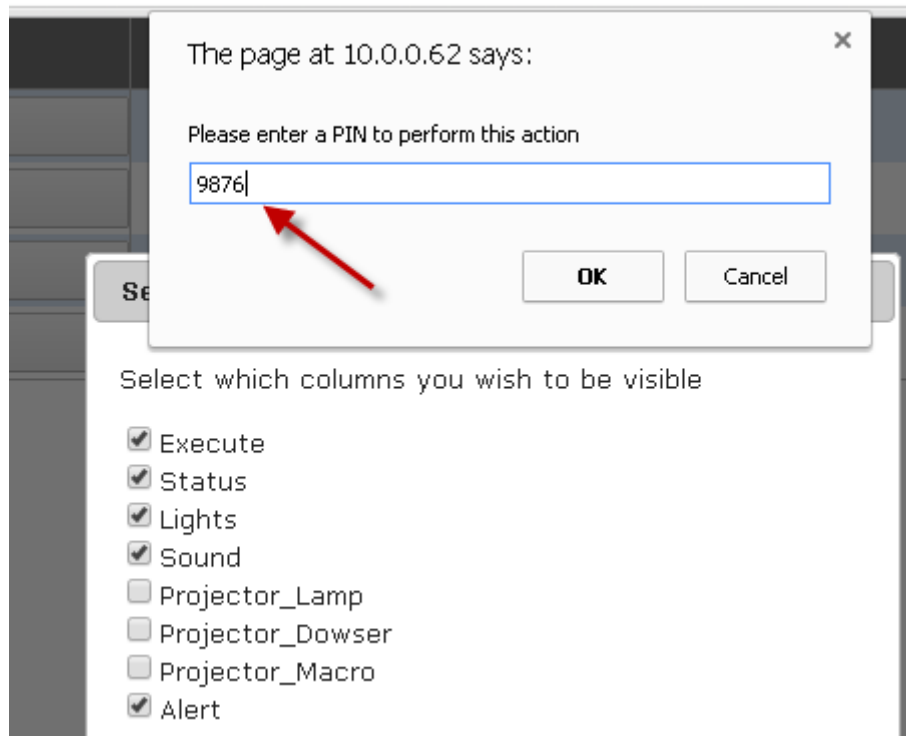 The page at 10.0.0.62 says:
Please enter a PIN to perform this action
9876
OK Cancel
Se
Select which columns you wish to be visible
Execute
Status
Lights
Sound
Projector_Lamp
Projector_Dowser
Projector_Macro
Alert